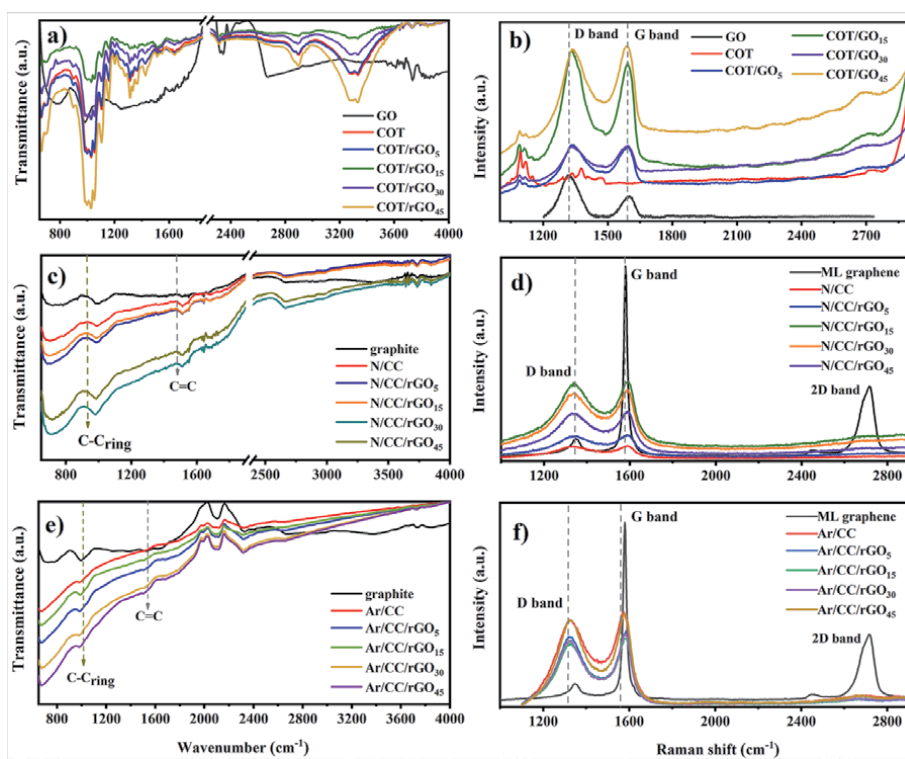 a)
Transmittance (a.u.)
GO
COT
COT/rGO5
COT/rGO15
COT/rGO30
COT/rGO45
800 1200 1600 2400 2800 3200 3600 4000
b)
D band
G band
Intensity (a.u.)
GO
COT
COT/GO5
COT/GO15
COT/GO30
COT/GO45
1200 1500 1800 2100 2400 2700
c)
Transmittance (a.u.)
C=C
C-Cring
graphite
N/CC
N/CC/rGO5
N/CC/rGO15
N/CC/rGO30
N/CC/rGO45
800 1200 1600 2500 3000 3500 4000
d)
G band
D band
2D band
Intensity (a.u.)
ML graphene
N/CC
N/CC/rGO5
N/CC/rGO15
N/CC/rGO30
N/CC/rGO45
1200 1600 2000 2400 2800
e)
Transmittance (a.u.)
C=C
C-Cring
graphite
Ar/CC
Ar/CC/rGO5
Ar/CC/rGO15
Ar/CC/rGO30
Ar/CC/rGO45
800 1200 1600 2000 2400 2800 3200 3600 4000
Wavenumber (cm-1)
f)
G band
D band
2D band
Intensity (a.u.)
ML graphene
Ar/CC
Ar/CC/rGO5
Ar/CC/rGO15
Ar/CC/rGO30
Ar/CC/rGO45
1200 1600 2000 2400 2800
Raman shift (cm-1)